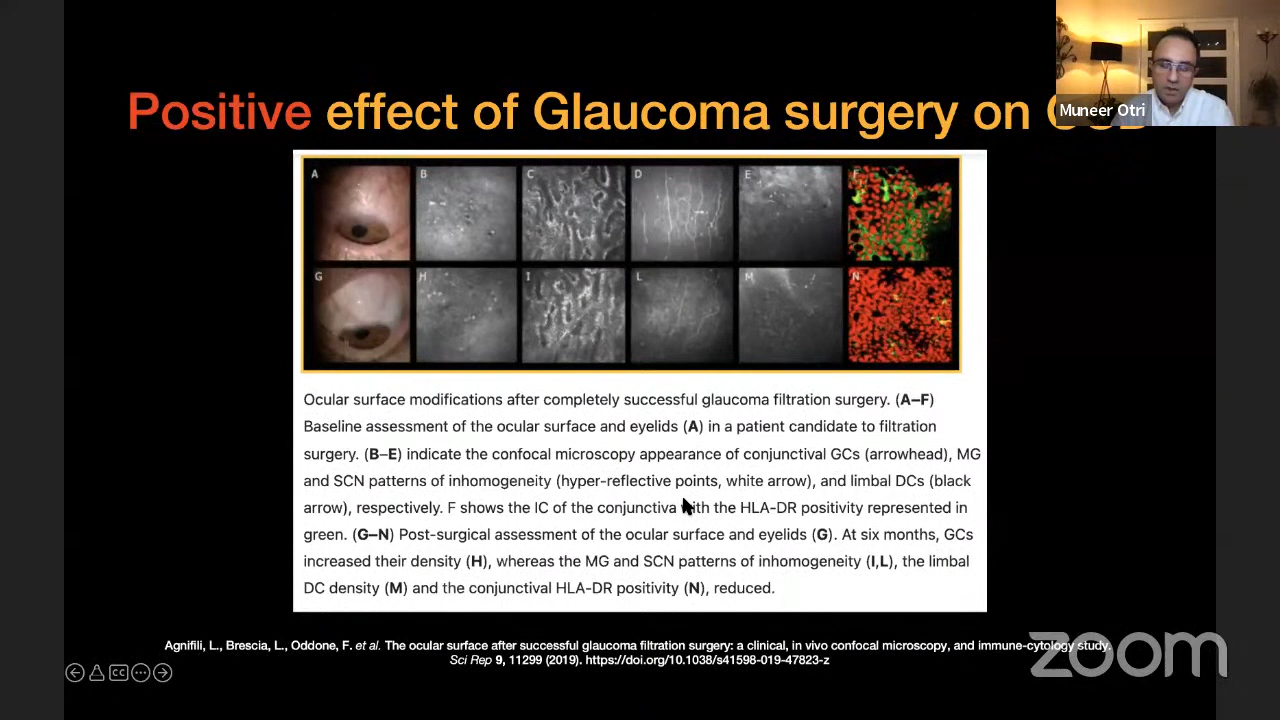 Positive effect of Glaucoma surgery on
Muneer Otri
A B C D E F
G H I L M N
Ocular surface modifications after completely successful glaucoma filtration surgery. (A–F)
Baseline assessment of the ocular surface and eyelids (A) in a patient candidate to filtration
surgery. (B–E) indicate the confocal microscopy appearance of conjunctival GCs (arrowhead), MG
and SCN patterns of inhomogeneity (hyper-reflective points, white arrow), and limbal DCs (black
arrow), respectively. F shows the IC of the conjunctiva with the HLA-DR positivity represented in
green. (G–N) Post-surgical assessment of the ocular surface and eyelids (G). At six months, GCs
increased their density (H), whereas the MG and SCN patterns of inhomogeneity (I,L), the limbal
DC density (M) and the conjunctival HLA-DR positivity (N), reduced.
Agnifili, L., Brescia, L., Oddone, F. et al. The ocular surface after successful glaucoma filtration surgery: a clinical, in vivo confocal microscopy, and immune-cytology study.
Sci Rep 9, 11299 (2019). https://doi.org/10.1038/s41598-019-47823-z
CC
zoom